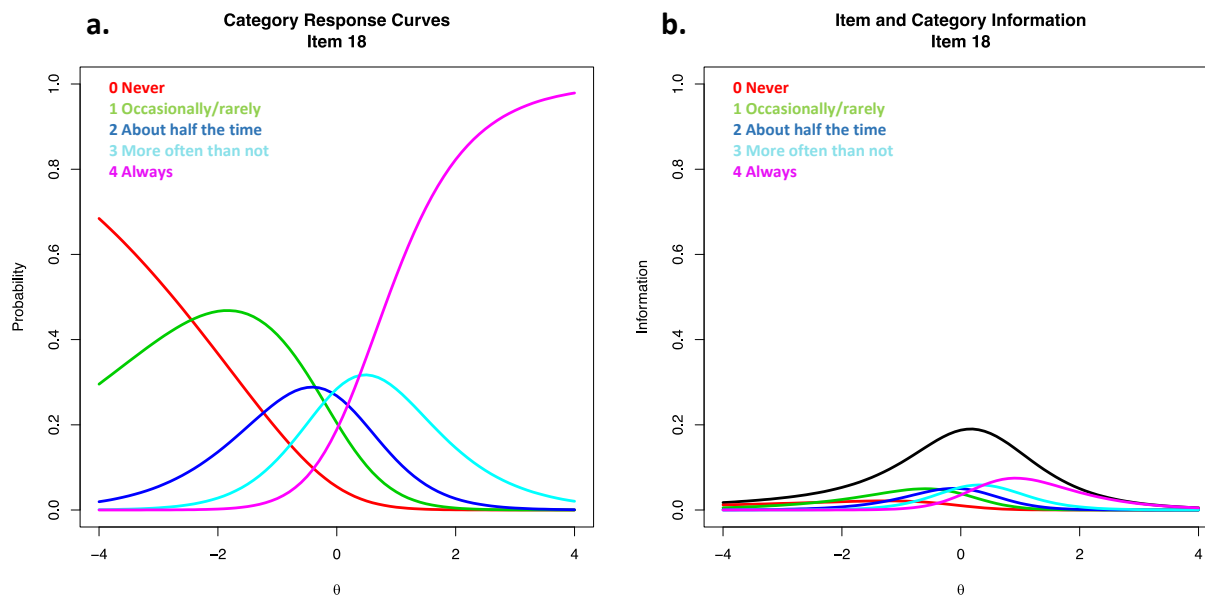 a.
Category Response Curves
Item 18
0 Never
1 Occasionally/rarely
2 About half the time
3 More often than not
4 Always
Probability
1.0
0.8
0.6
0.4
0.2
0.0
−4 −2 0 2 4
θ
b.
Item and Category Information
Item 18
0 Never
1 Occasionally/rarely
2 About half the time
3 More often than not
4 Always
Information
1.0
0.8
0.6
0.4
0.2
0.0
−4 −2 0 2 4
θ